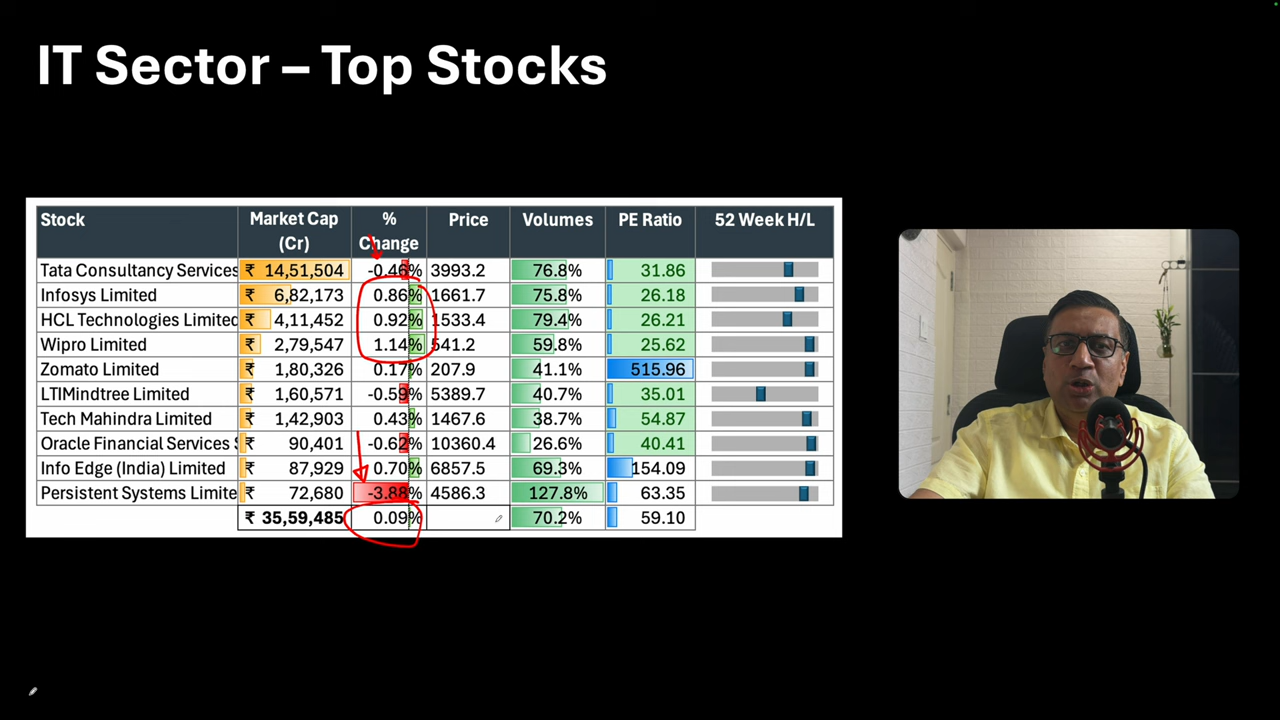 IT Sector – Top Stocks
Stock Market Cap (Cr) % Change Price Volumes PE Ratio 52 Week H/L
Tata Consultancy Services ₹ 14,51,504 -0.46% 3993.2 76.8% 31.86
Infosys Limited ₹ 6,82,173 0.86% 1661.7 75.8% 26.18
HCL Technologies Limited ₹ 4,11,452 0.92% 1533.4 79.4% 26.21
Wipro Limited ₹ 2,79,547 1.14% 541.2 59.8% 25.62
Zomato Limited ₹ 1,80,326 0.17% 207.9 41.1% 515.96
LTIMindtree Limited ₹ 1,60,571 -0.59% 5389.7 40.7% 35.01
Tech Mahindra Limited ₹ 1,42,903 0.43% 1467.6 38.7% 54.87
Oracle Financial Services S ₹ 90,401 -0.62% 10360.4 26.6% 40.41
Info Edge (India) Limited ₹ 87,929 0.70% 6857.5 69.3% 154.09
Persistent Systems Limite ₹ 72,680 -3.88% 4586.3 127.8% 63.35
₹ 35,59,485 0.09% 70.2% 59.10